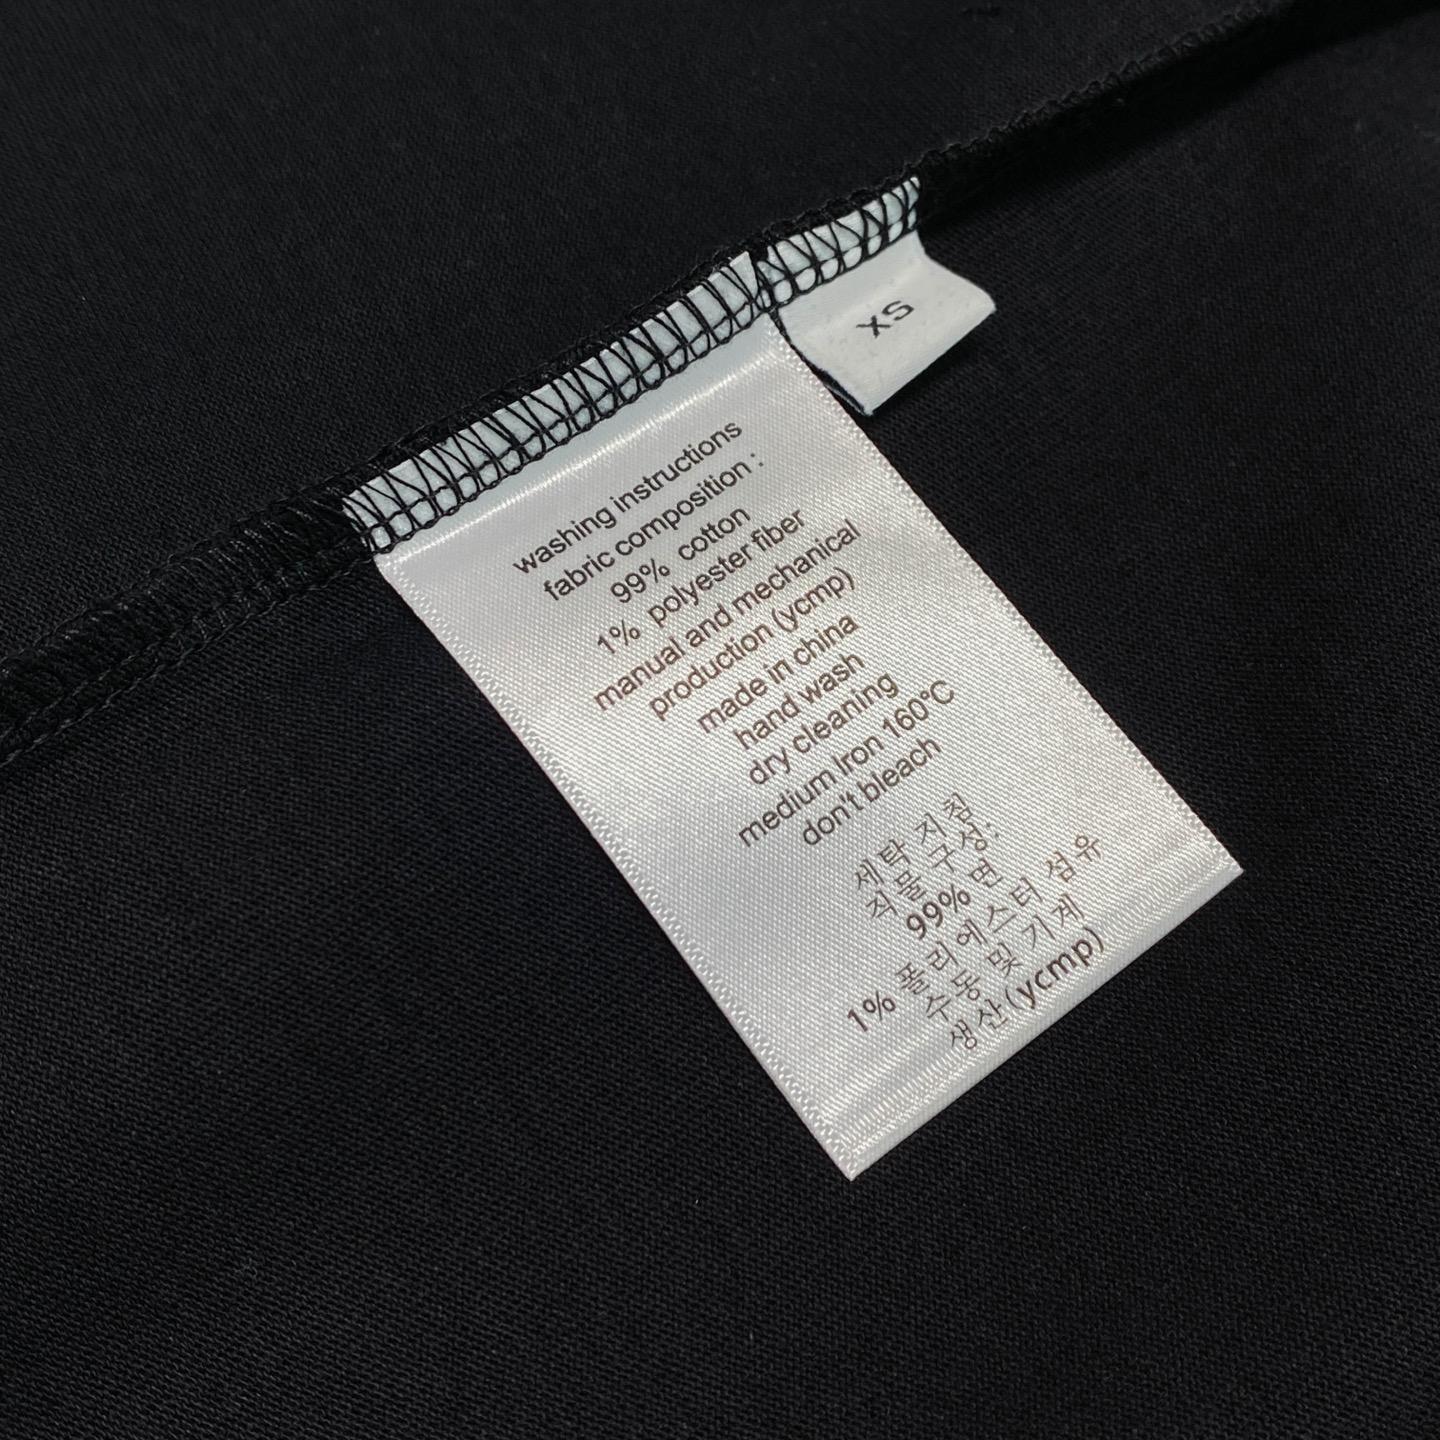 XS
washing instructions
fabric composition :
99% cotton
1% polyester fiber
manual and mechanical
production (ycmp)
made in china
hand wash
dry cleaning
medium Iron 160°C
don't bleach
세탁 지침
직물 구성:
99% 면
1% 폴리에스터 섬유
수동 및 기계
생산(ycmp)